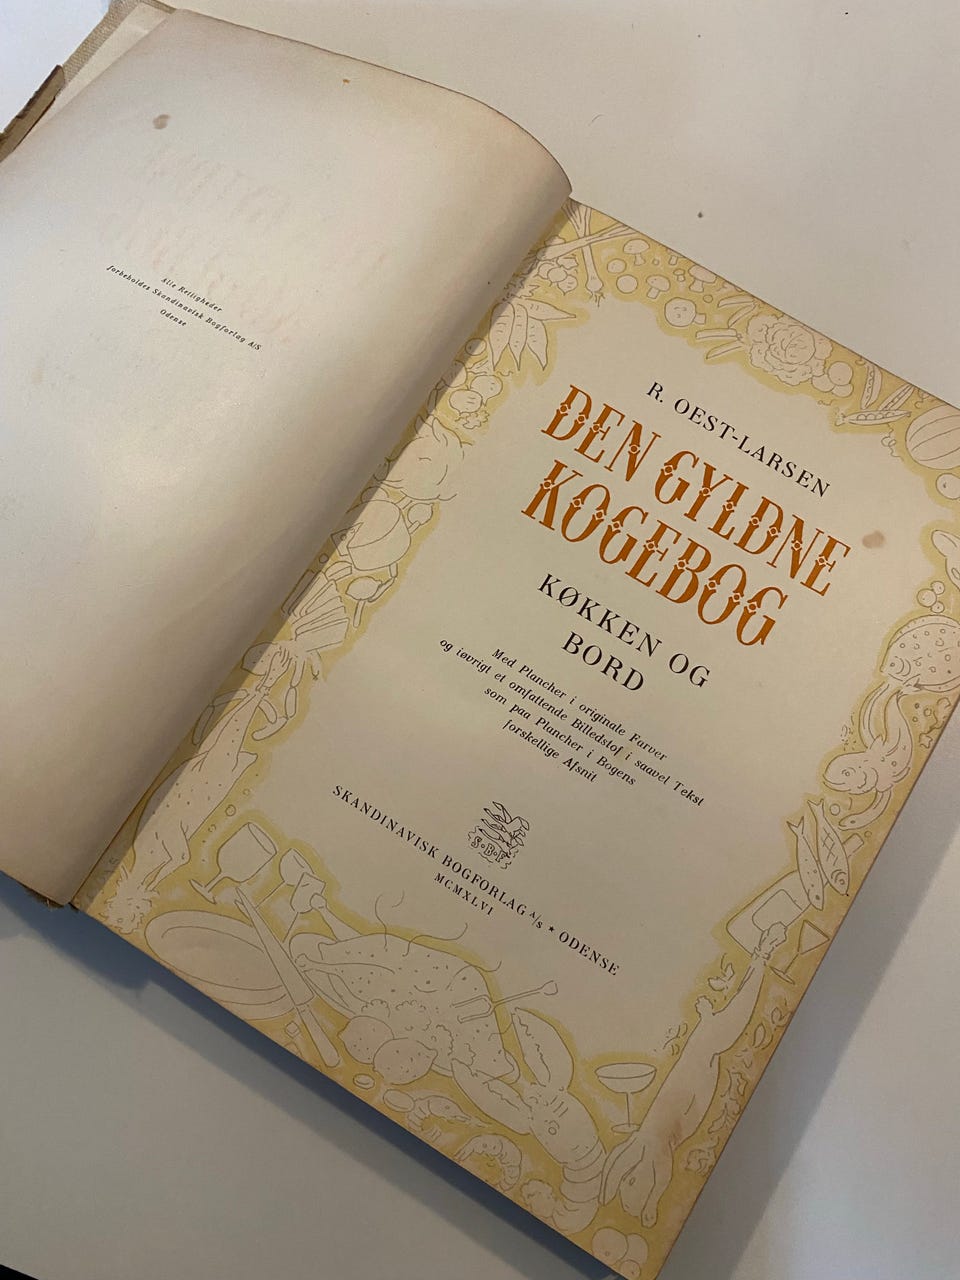 Alle Rettigheder
forbeholdes Skandinavisk Bogforlag A/S
Odense
R. OEST-LARSEN
DEN GYLDNE
KOGEBOG
KØKKEN OG
BORD
Med Plancher i originale Farver
og iøvrigt et omfattende Billedstof i saavel Tekst
som paa Plancher i Bogens
forskellige Afsnit
S·B·F
SKANDINAVISK BOGFORLAG A/S * ODENSE
MCMXLVI